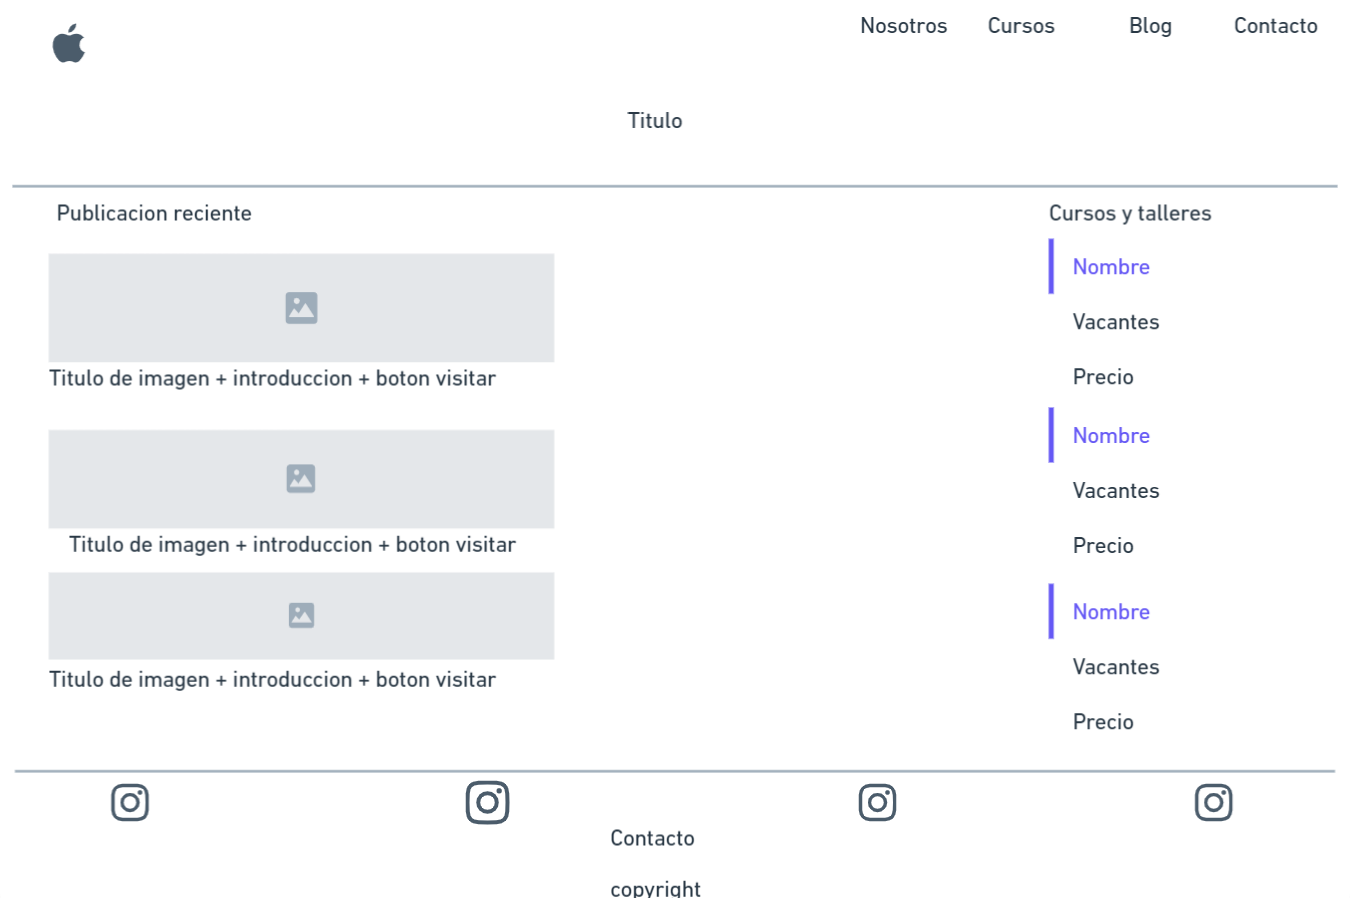 Nosotros Cursos Blog Contacto
Titulo
Publicacion reciente
Titulo de imagen + introduccion + boton visitar
Titulo de imagen + introduccion + boton visitar
Titulo de imagen + introduccion + boton visitar
Cursos y talleres
Nombre
Vacantes
Precio
Nombre
Vacantes
Precio
Nombre
Vacantes
Precio
Contacto
copyright